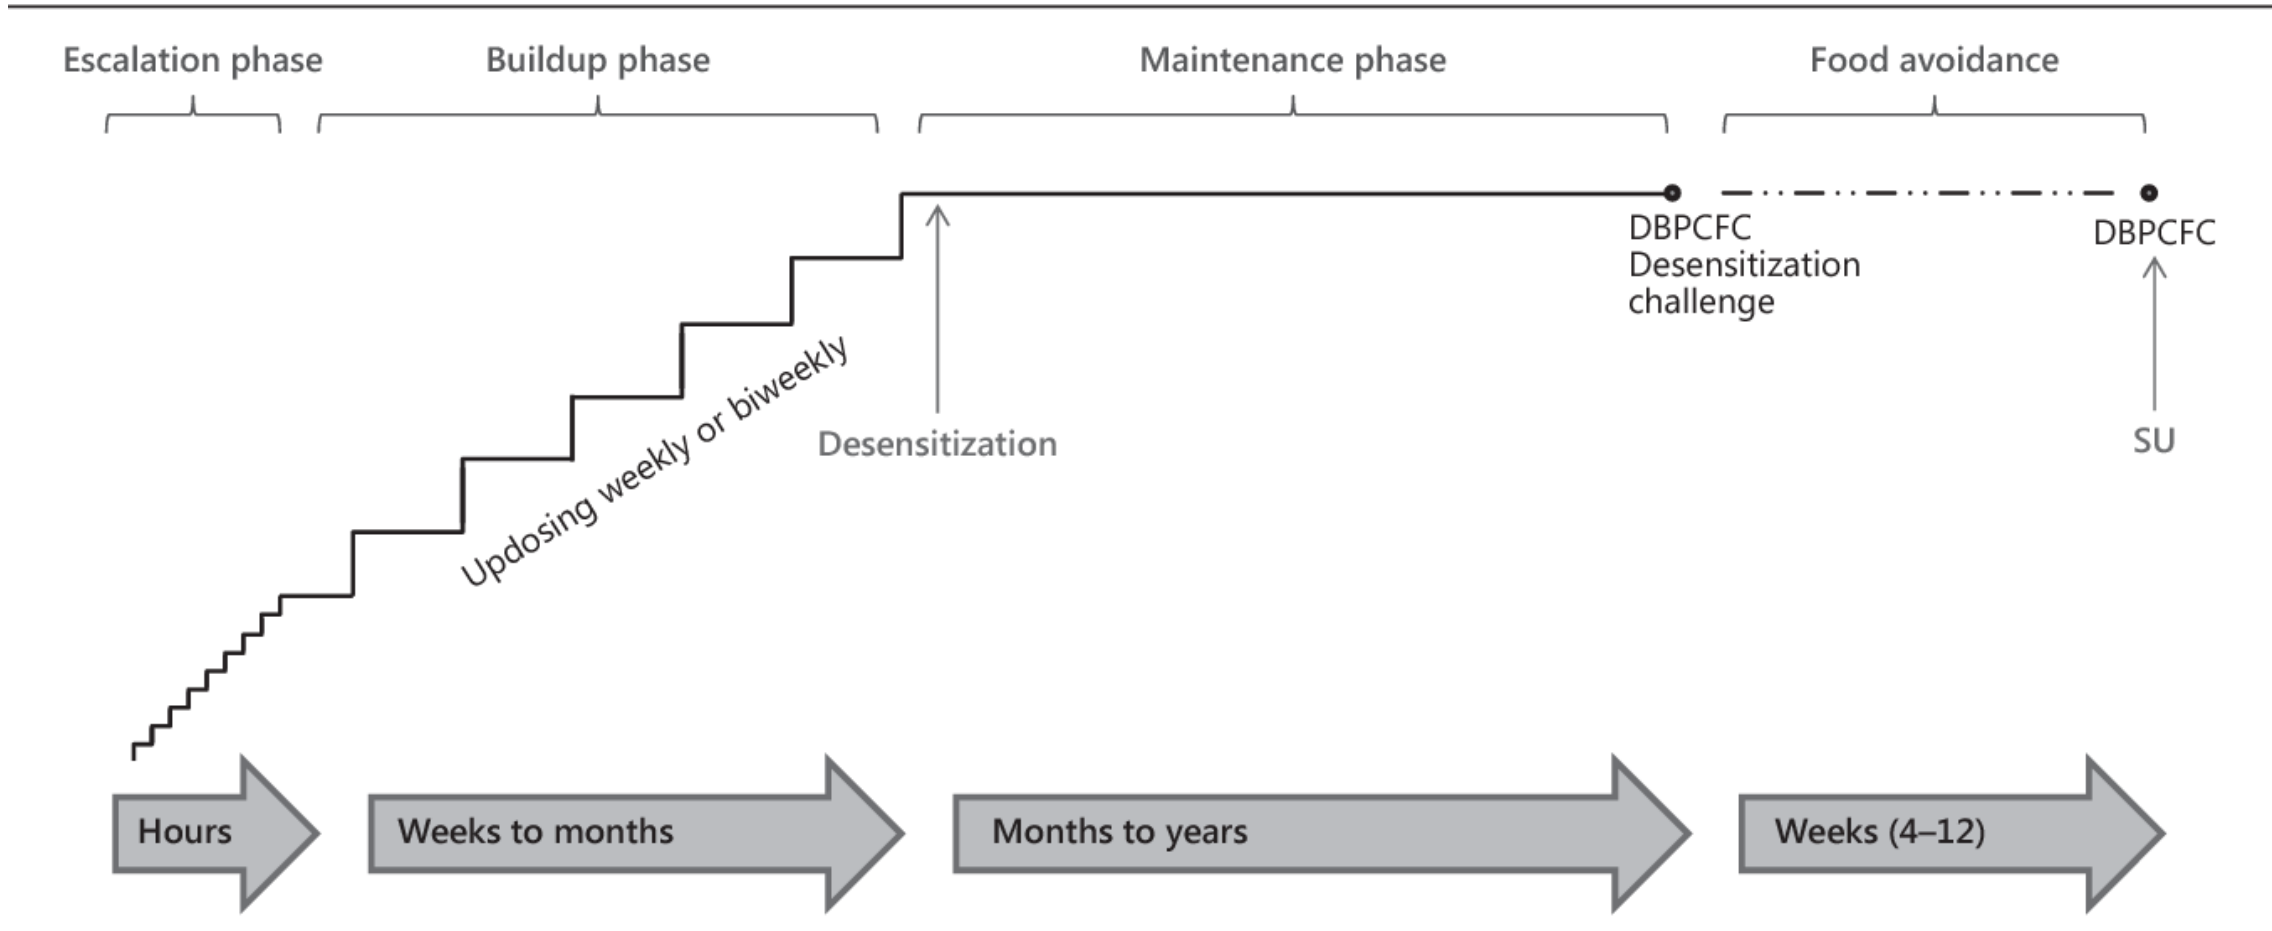 Escalation phase
Buildup phase
Maintenance phase
Food avoidance
DBPCFC
Desensitization
challenge
DBPCFC
Updosing weekly or biweekly
Desensitization
SU
Hours
Weeks to months
Months to years
Weeks (4–12)